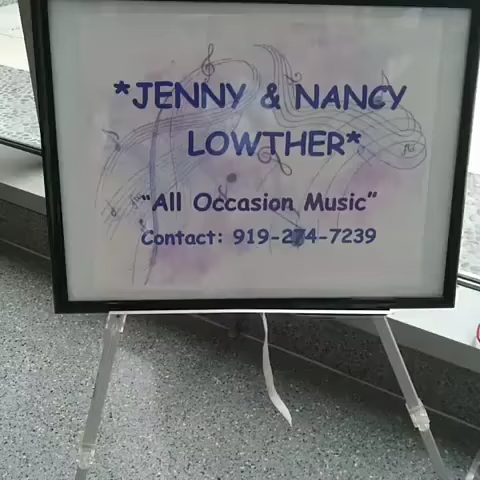 *JENNY & NANCY
LOWTHER*
"All Occasion Music"
Contact: 919-274-7239